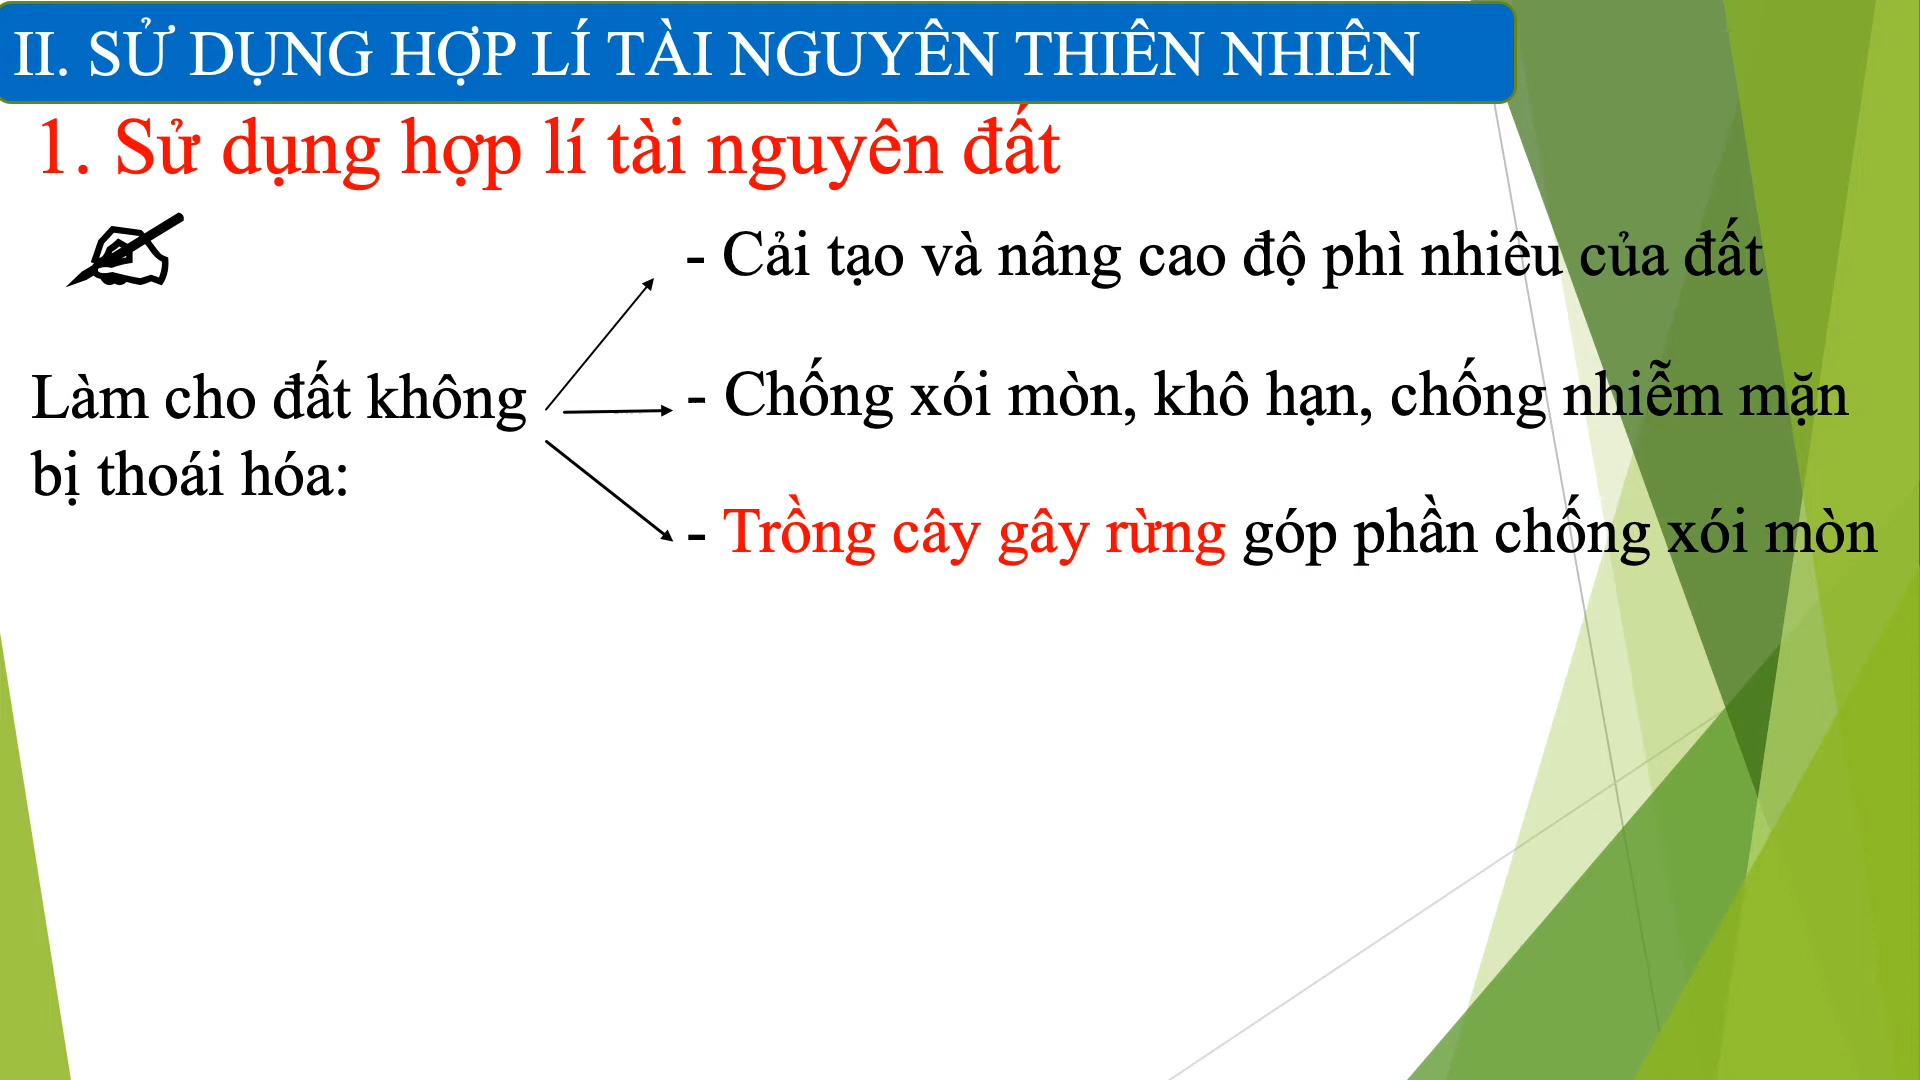 II. SỬ DỤNG HỢP LÍ TÀI NGUYÊN THIÊN NHIÊN
1. Sử dụng hợp lí tài nguyên đất
Làm cho đất không
bị thoái hóa:
- Cải tạo và nâng cao độ phì nhiêu của đất
- Chống xói mòn, khô hạn, chống nhiễm mặn
- Trồng cây gây rừng góp phần chống xói mòn